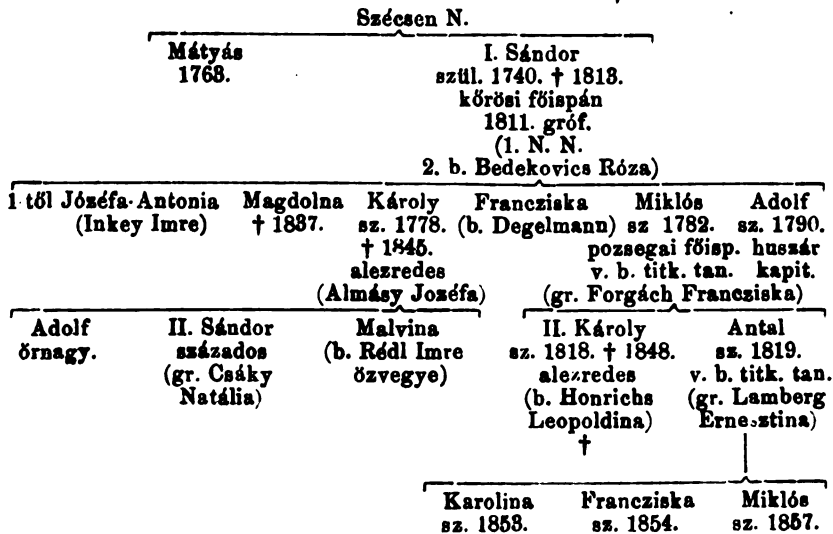 Szécsen N.
Mátyás I. Sándor
1763. szül. 1740. † 1813.
kőrösi főispán
1811. gróf.
(1. N. N.
2. b. Bedekovics Róza)
1·től Józéfa-Antonia Magdolna Károly Francziska Miklós Adolf
(Inkey Imre) † 1837. sz. 1778. (b. Degelmann) sz 1782. sz. 1790.
† 1845. pozsegai főisp. huszár
alezredes v. b. titk. tan. kapit.
(Almásy Jozéfa) (gr. Forgách Francziska)
Adolf II. Sándor Malvina II. Károly Antal
őrnagy. százados (b. Rédl Imre sz. 1818. † 1848. sz. 1819.
(gr. Csáky özvegye) alezredes v. b. titk. tan.
Natália) (b. Honrichs (gr. Lamberg
Leopoldina) Ernesztina)
†
Karolina Francziska Miklós
sz. 1853. sz. 1854. sz. 1857.